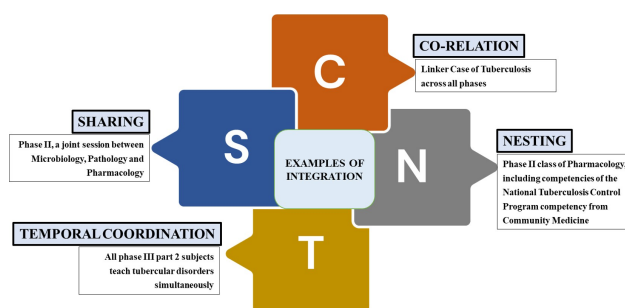 C
CO-RELATION
Linker Case of Tuberculosis
across all phases
SHARING
Phase II, a joint session between
Microbiology, Pathology and
Pharmacology
S
EXAMPLES OF
INTEGRATION
N
NESTING
Phase II class of Pharmacology,
including competencies of the
National Tuberculosis Control
Program competency from
Community Medicine
TEMPORAL COORDINATION
All phase III part 2 subjects
teach tubercular disorders
simultaneously
T